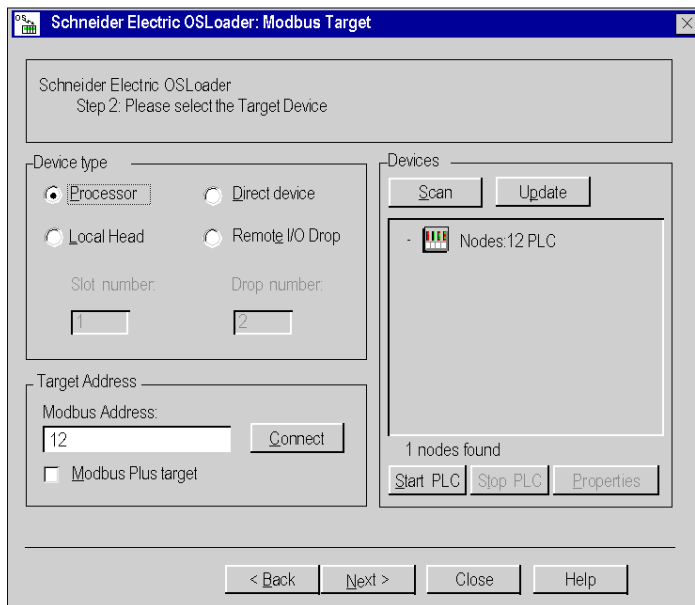 OS
Schneider Electric OSLoader: Modbus Target
Schneider Electric OSLoader
Step 2: Please select the Target Device
Device type
Processor
Direct device
Local Head
Remote I/O Drop
Slot number:
Drop number:
1
2
Target Address
Modbus Address:
12
Connect
Modbus Plus target
Devices
Scan
Update
- Nodes:12 PLC
1 nodes found
Start PLC
Stop PLC
Properties
< Back
Next >
Close
Help